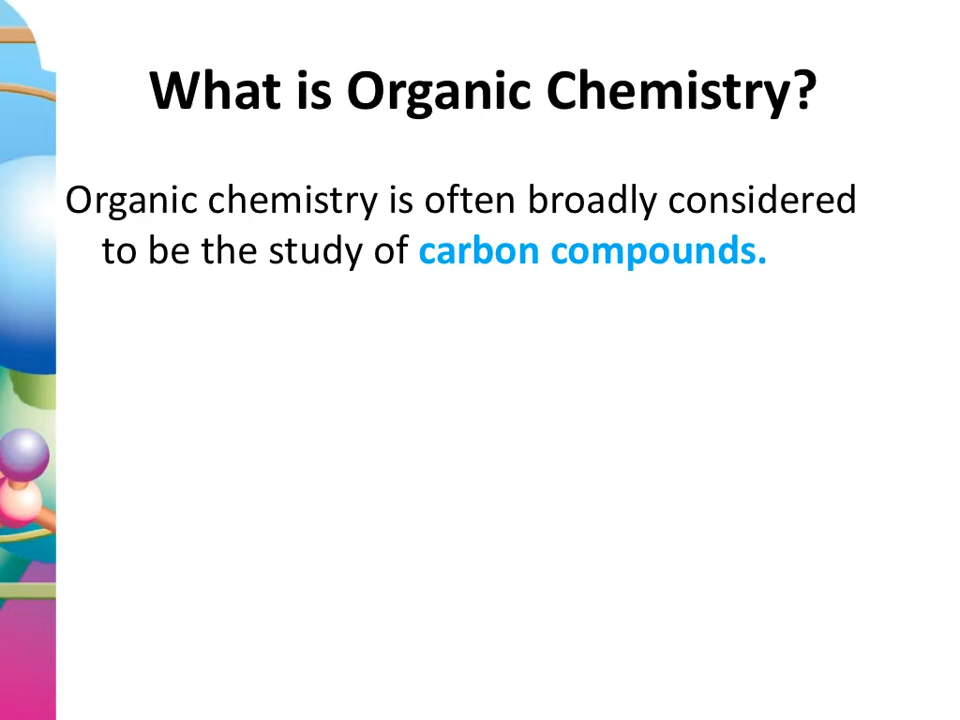 What is Organic Chemistry?
Organic chemistry is often broadly considered
to be the study of carbon compounds.